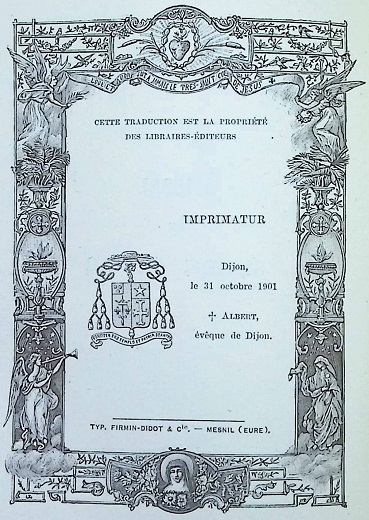 CETTE TRADUCTION EST LA PROPRIÉTÉ
DES LIBRAIRES-ÉDITEURS
IMPRIMATUR
Dijon,
le 31 octobre 1901
† ALBERT,
évêque de Dijon.
TYP. FIRMIN-DIDOT & Cie. — MESNIL (EURE).